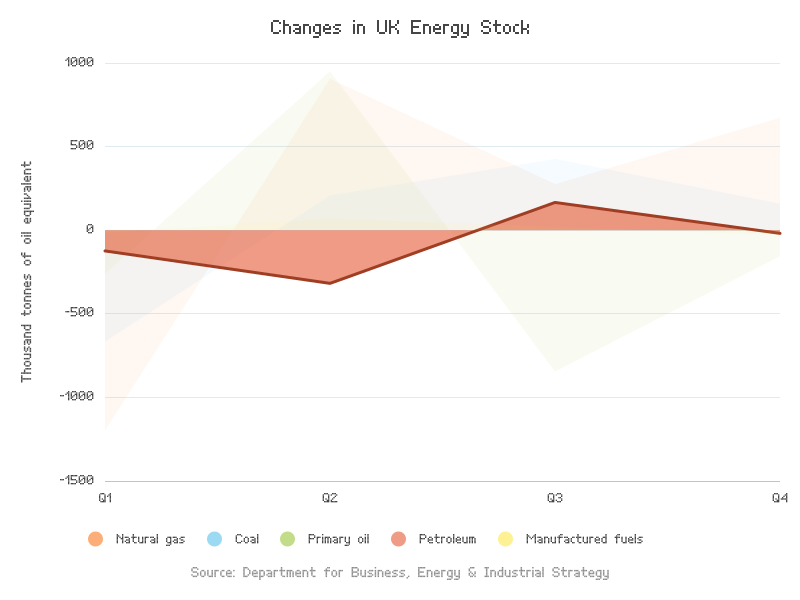 Changes in UK Energy Stock
Thousand tonnes of oil equivalent
1000
500
0
-500
-1000
-1500
Q1 Q2 Q3 Q4
Natural gas Coal Primary oil Petroleum Manufactured fuels
Source: Department for Business, Energy & Industrial Strategy